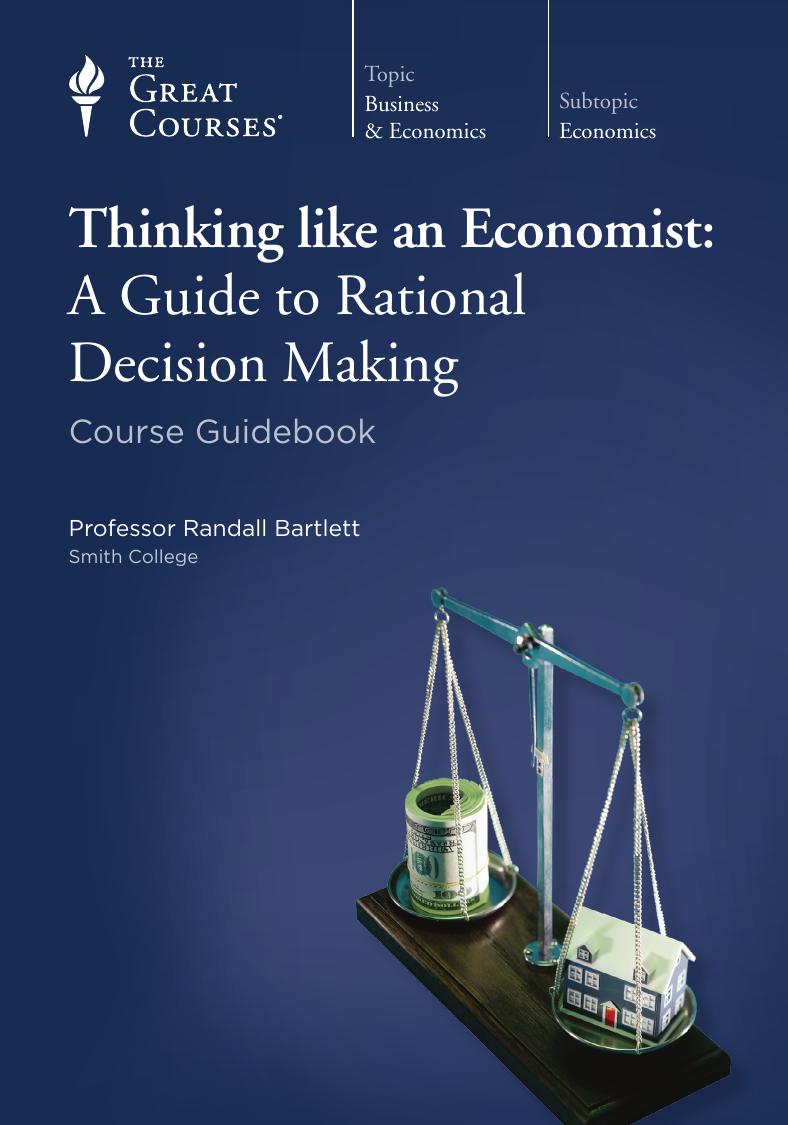 THE
GREAT
COURSES®
Topic
Business
& Economics
Subtopic
Economics
Thinking like an Economist:
A Guide to Rational
Decision Making
Course Guidebook
Professor Randall Bartlett
Smith College